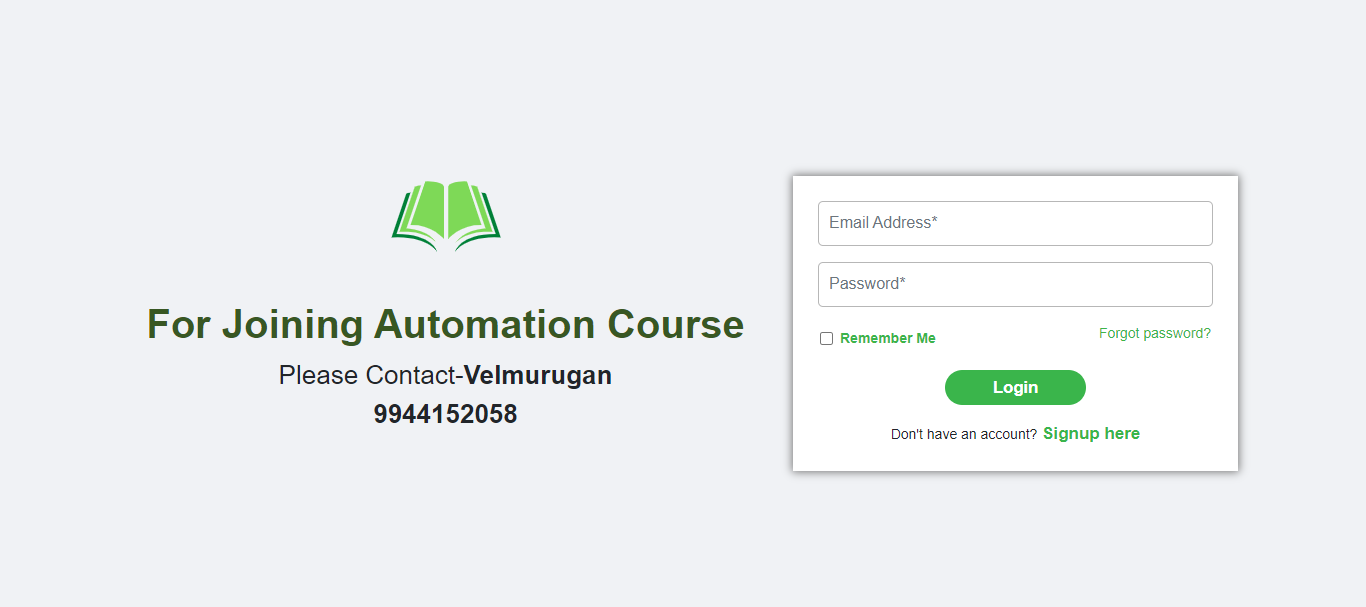 For Joining Automation Course
Please Contact-Velmurugan
9944152058
Email Address*
Password*
Remember Me
Forgot password?
Login
Don't have an account? Signup here